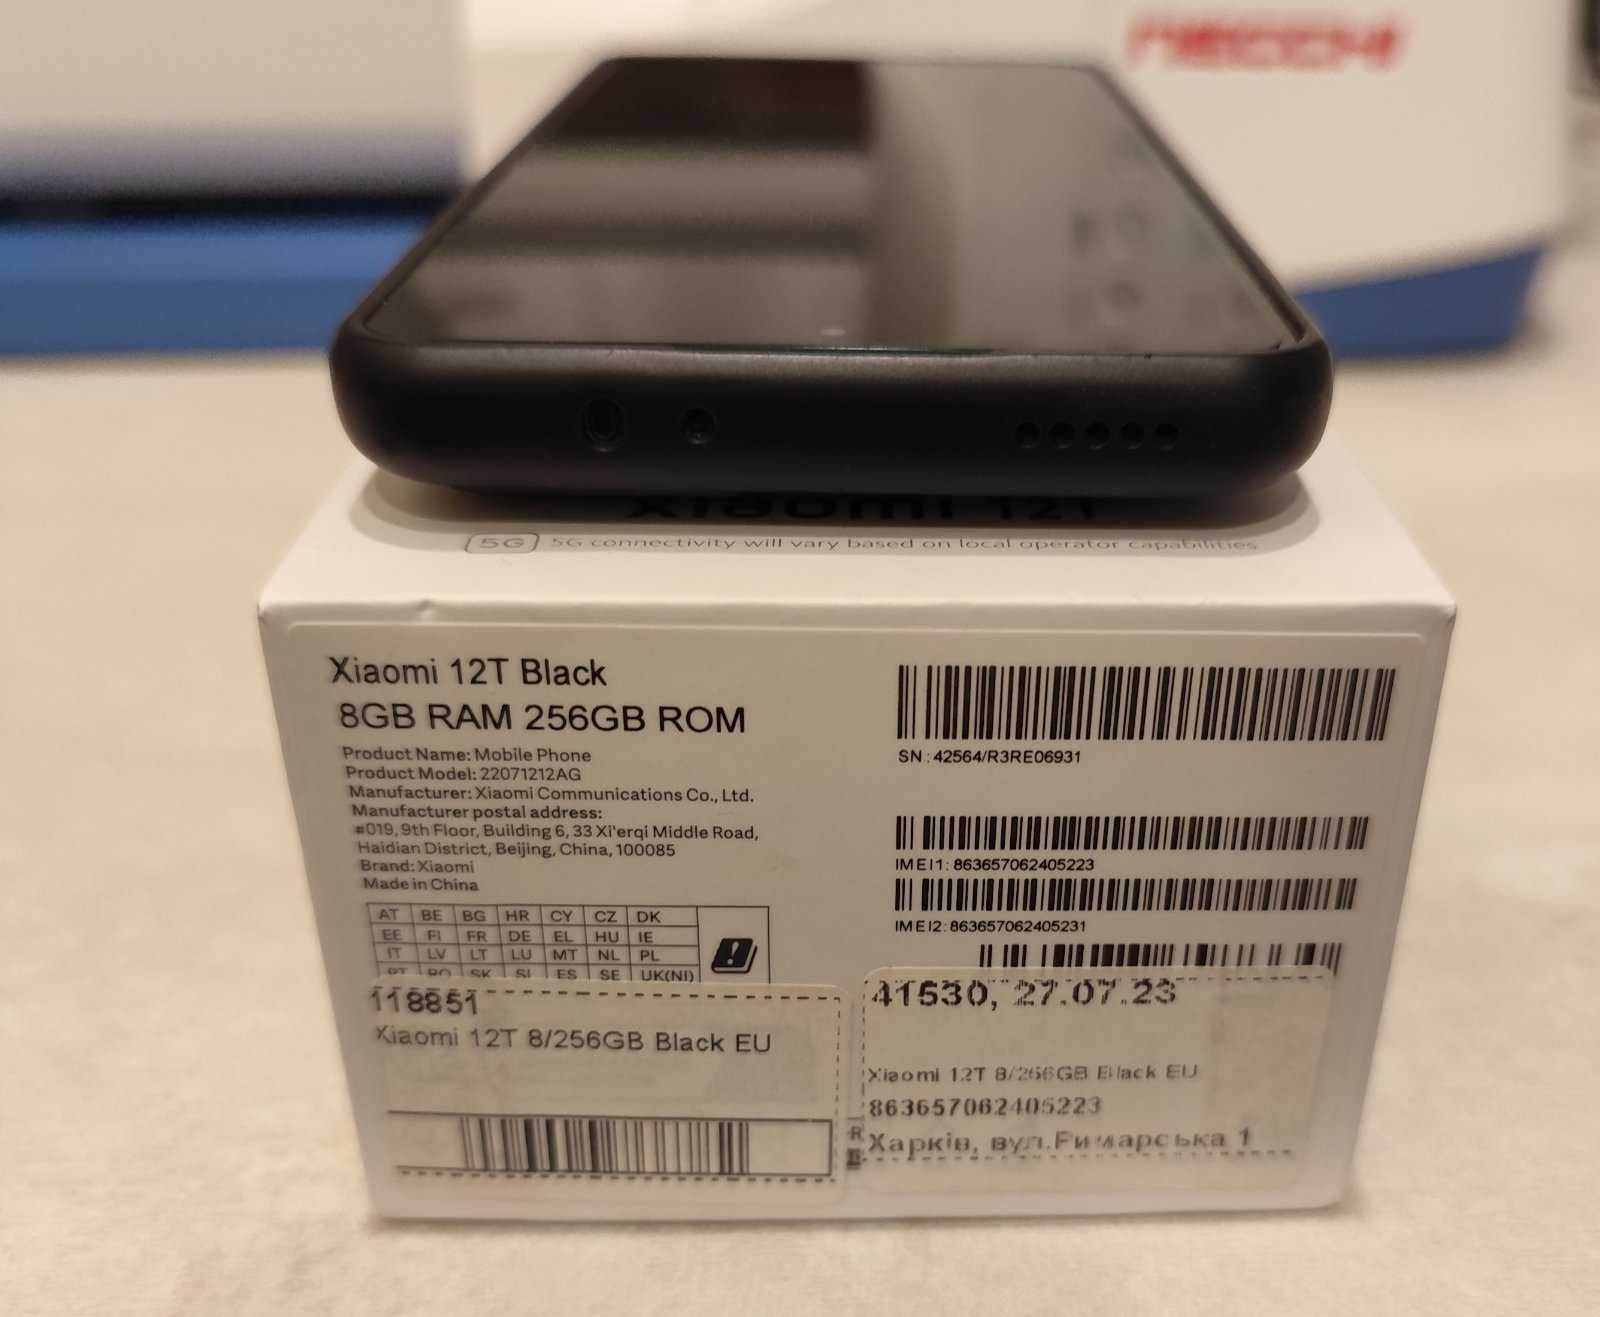 NECCHI
xiaomi 12T
5G 5G connectivity will vary based on local operator capabilities
Xiaomi 12T Black
8GB RAM 256GB ROM
Product Name: Mobile Phone
Product Model: 22071212AG
Manufacturer: Xiaomi Communications Co., Ltd.
Manufacturer postal address:
#019, 9th Floor, Building 6, 33 Xi'erqi Middle Road,
Haidian District, Beijing, China, 100085
Brand: Xiaomi
Made in China
AT BE BG HR CY CZ DK
EE FI FR DE EL HU IE
IT LV LT LU MT NL PL
PT RO SK SI ES SE UK(NI)
SN : 42564/R3RE06931
IMEI1: 863657062405223
IMEI2: 863657062405231
118851
Xiaomi 12T 8/256GB Black EU
41530, 27.07.23
Xiaomi 12T 8/256GB Black EU
863657062405223
Харків, вул.Римарська 1